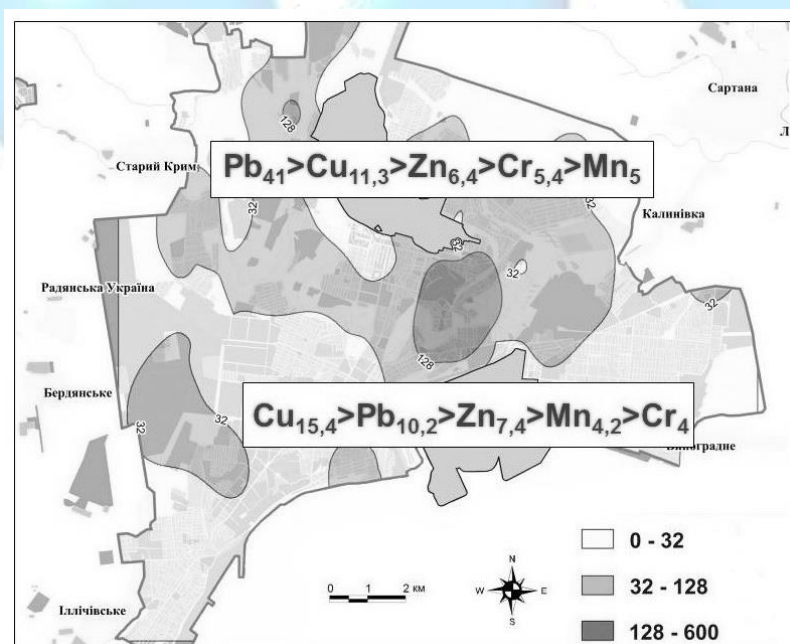 Сартана
128
Старий Крим
Pb41>Cu11,3>Zn6,4>Cr5,4>Mn5
32
32
Калинівка
32
32
Радянська Україна
32
128
Бердянське
32
32
Cu15,4>Pb10,2>Zn7,4>Mn4,2>Cr4
0 - 32
N
W E
S
0 1 2 км
32 - 128
Іллічівське
128 - 600